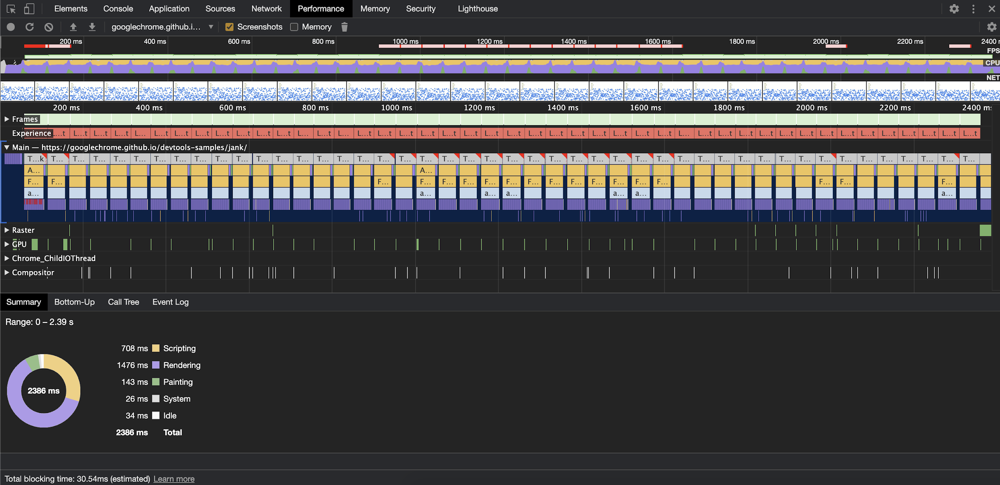 Elements Console Application Sources Network Performance Memory Security Lighthouse
googlechrome.github.i... Screenshots Memory
200 ms 400 ms 600 ms 800 ms 1000 ms 1200 ms 1400 ms 1600 ms 1800 ms 2000 ms 2200 ms 2400 m
FPS
CPU
NET
200 ms 400 ms 600 ms 800 ms 1000 ms 1200 ms 1400 ms 1600 ms 1800 ms 2000 ms 2200 ms 2400 ms
Frames
Experience ...t L...t L...t L...t L... L...t L...t L...t L...t L...t L...t L...t L... L...t L... L...t L...t L...t L...t L...t L...t L...t L...t L...t L...t L...t L...t L...t L...t L...t L... L...t L...t L...t L...t L...t L...t L...t L...t L...t L...t L...t L...t L...t L...t
Main — https://googlechrome.github.io/devtools-samples/jank/
T...k T... T... T... T... T... T... T... T... T... T... T... T... T... T... T... T... T... T... T... T... T... T... T... T... T... T... T... T... T... T... T... T... T... T... T... T... T... T... T... T... T... T... T... T... T...
A... A...
F... F... F... F... F... F... F... F... F... F... F... F... F... F... F... F... F... F...
a... a... a... a... a... a... a...
Raster
GPU
Chrome_ChildIOThread
Compositor
Summary Bottom-Up Call Tree Event Log
Range: 0 – 2.39 s
708 ms Scripting
1476 ms Rendering
143 ms Painting
2386 ms
26 ms System
34 ms Idle
2386 ms Total
Total blocking time: 30.54ms (estimated) Learn more